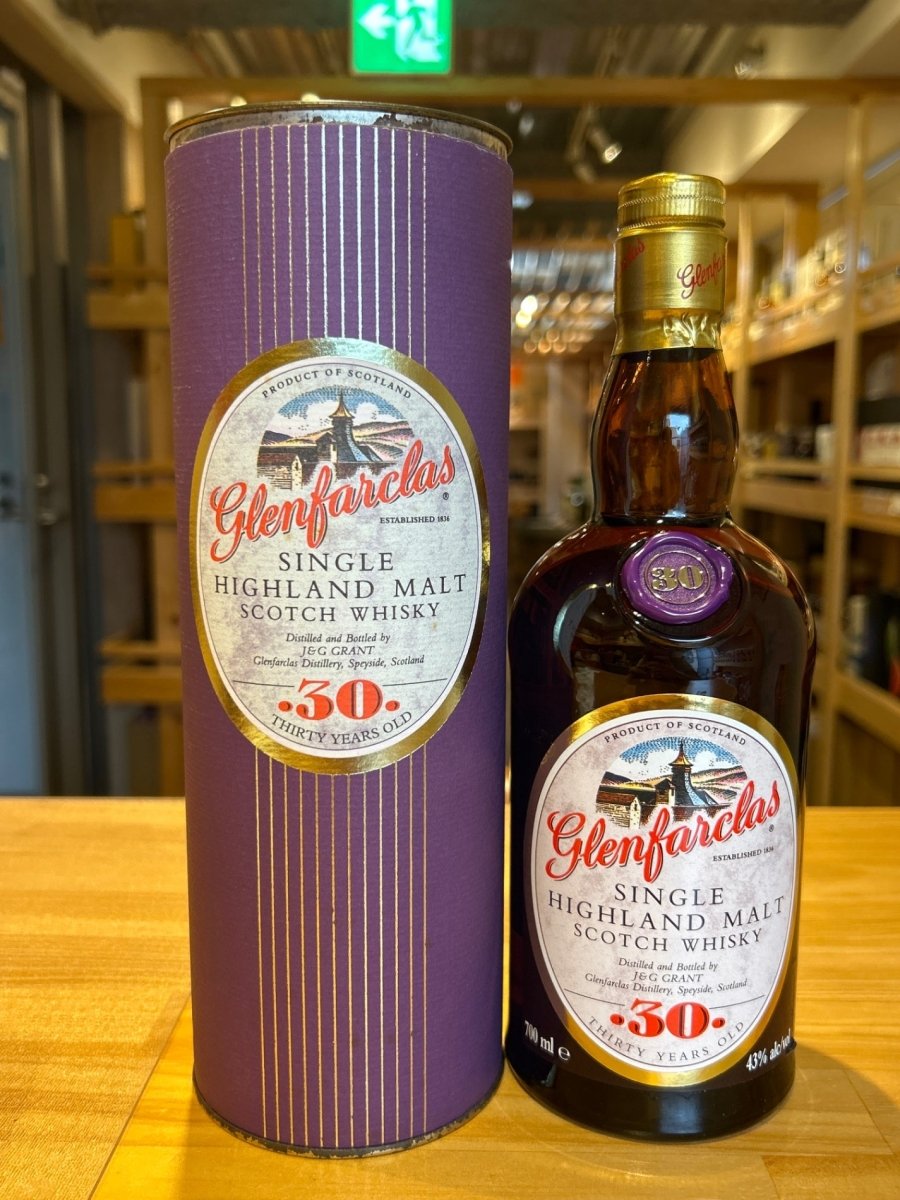 PRODUCT OF SCOTLAND
Glenfarclas ®
ESTABLISHED 1836
SINGLE
HIGHLAND MALT
SCOTCH WHISKY
Distilled and Bottled by
J&G GRANT
Glenfarclas Distillery, Speyside, Scotland
·30·
THIRTY YEARS OLD
Glenfa
30
PRODUCT OF SCOTLAND
Glenfarclas ®
ESTABLISHED 1836
SINGLE
HIGHLAND MALT
SCOTCH WHISKY
Distilled and Bottled by
J&G GRANT
Glenfarclas Distillery, Speyside, Scotland
·30·
THIRTY YEARS OLD
700 ml ℮
43% alc/vol